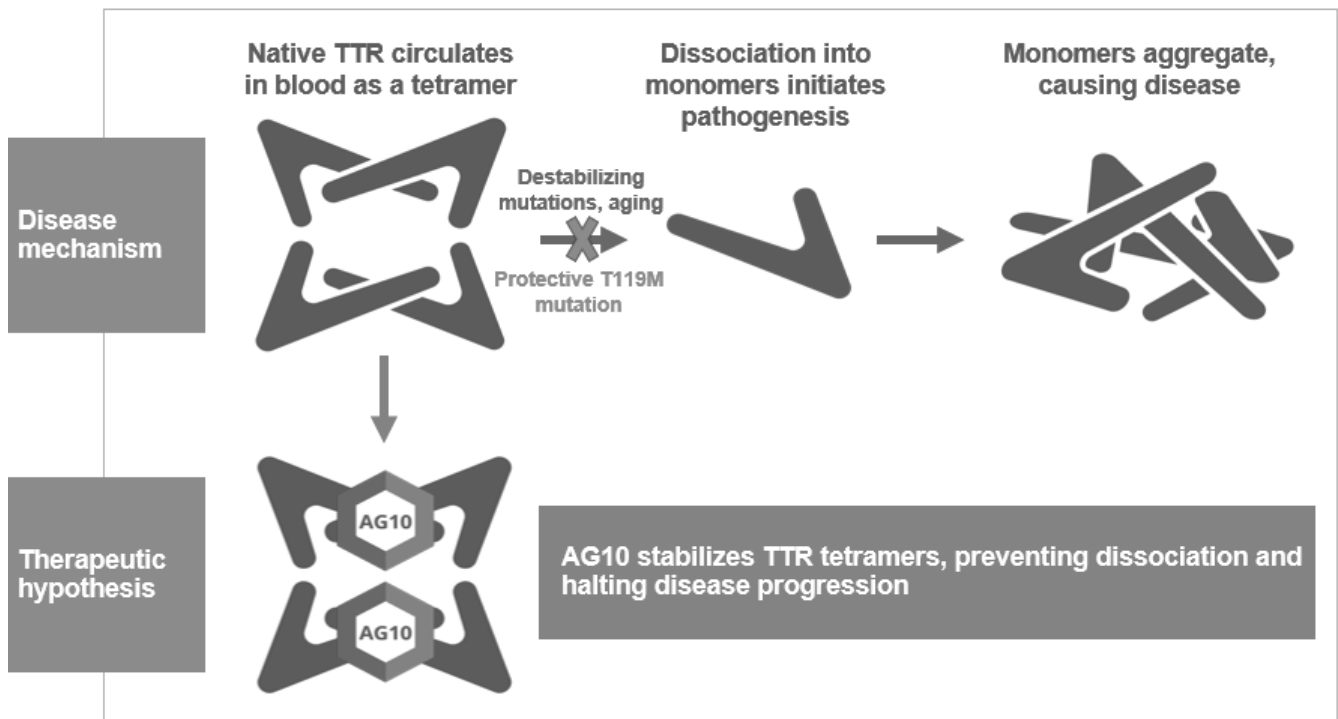 Native TTR circulates
in blood as a tetramer
Dissociation into
monomers initiates
pathogenesis
Monomers aggregate,
causing disease
Disease
mechanism
Destabilizing
mutations, aging
Protective T119M
mutation
Therapeutic
hypothesis
AG10
AG10
AG10 stabilizes TTR tetramers, preventing dissociation and
halting disease progression